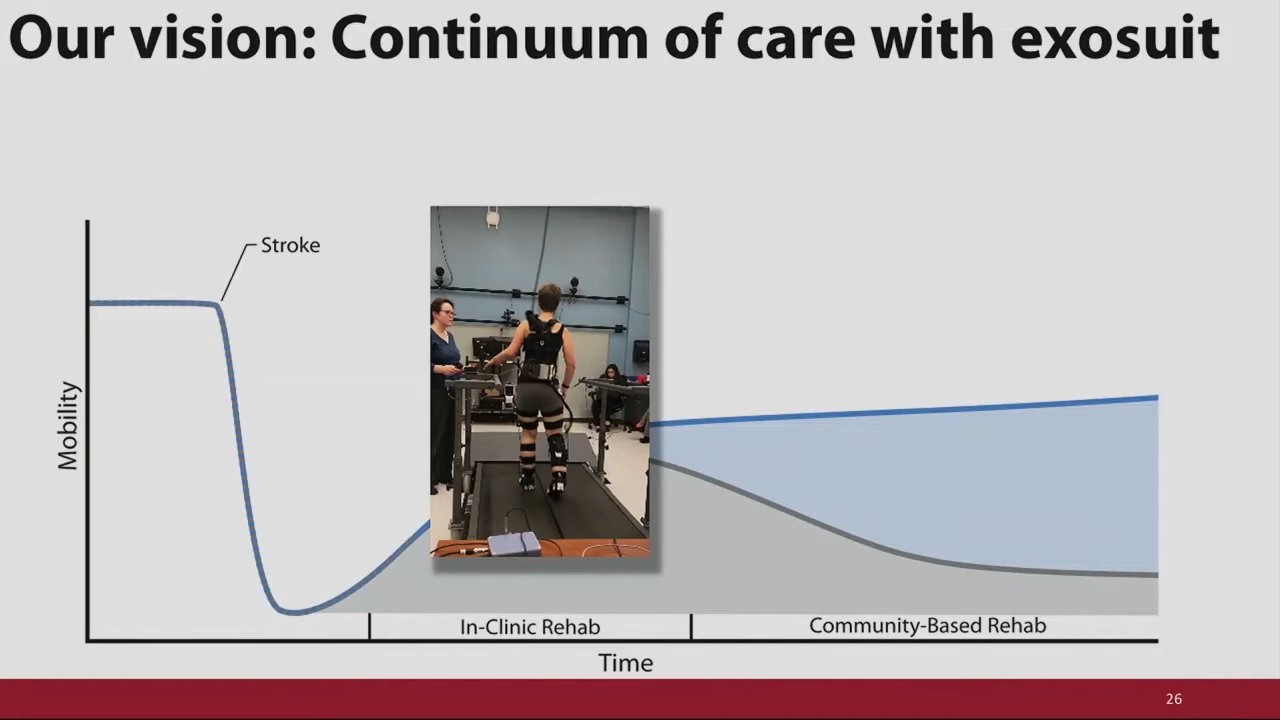 Our vision: Continuum of care with exosuit
Stroke
Mobility
In-Clinic Rehab
Community-Based Rehab
Time
26